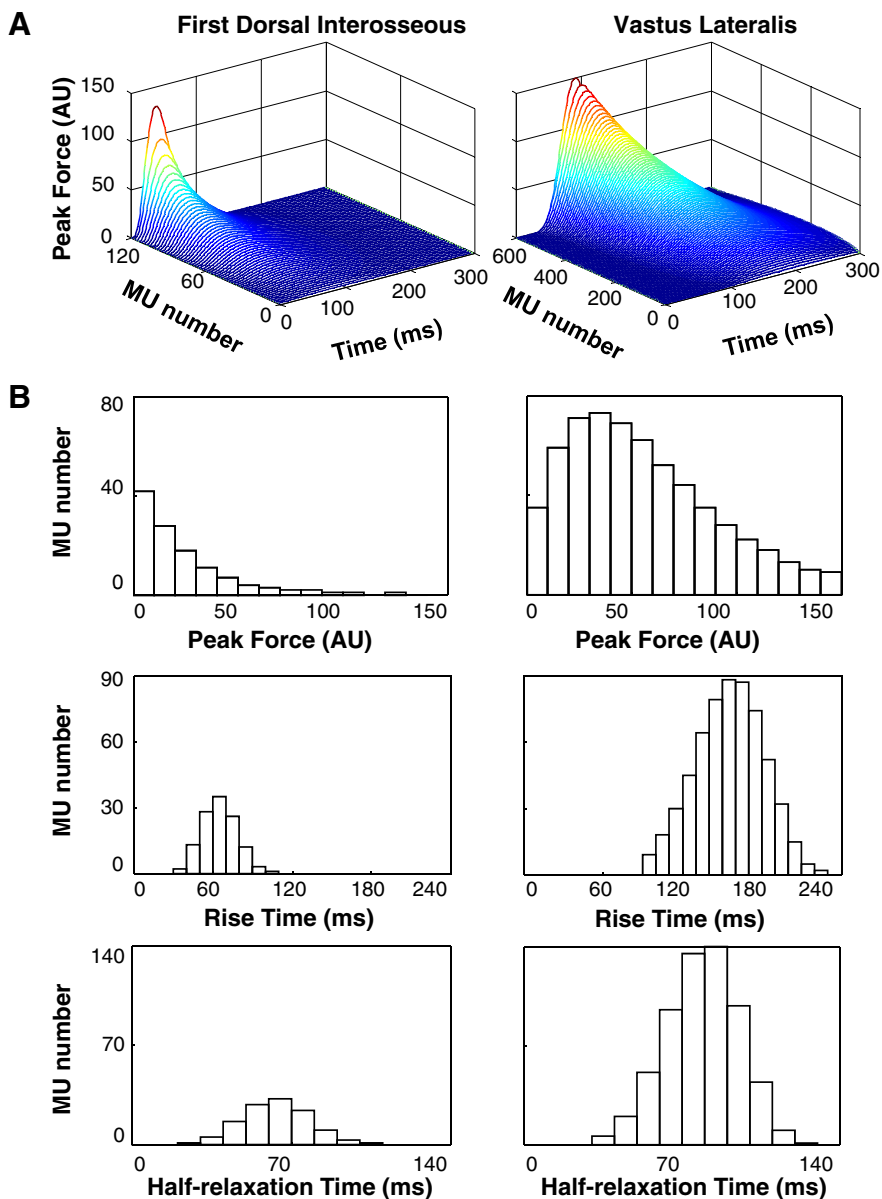 A
First Dorsal Interosseous
Vastus Lateralis
Peak Force (AU)
150
100
50
0
120
60
0
MU number
0
100
200
300
Time (ms)
600
400
200
0
MU number
0
100
200
300
Time (ms)
B
MU number
80
40
0
0 50 100 150
Peak Force (AU)
0 50 100 150
Peak Force (AU)
MU number
90
60
30
0
0 60 120 180 240
Rise Time (ms)
0 60 120 180 240
Rise Time (ms)
MU number
140
70
0
0 70 140
Half-relaxation Time (ms)
0 70 140
Half-relaxation Time (ms)